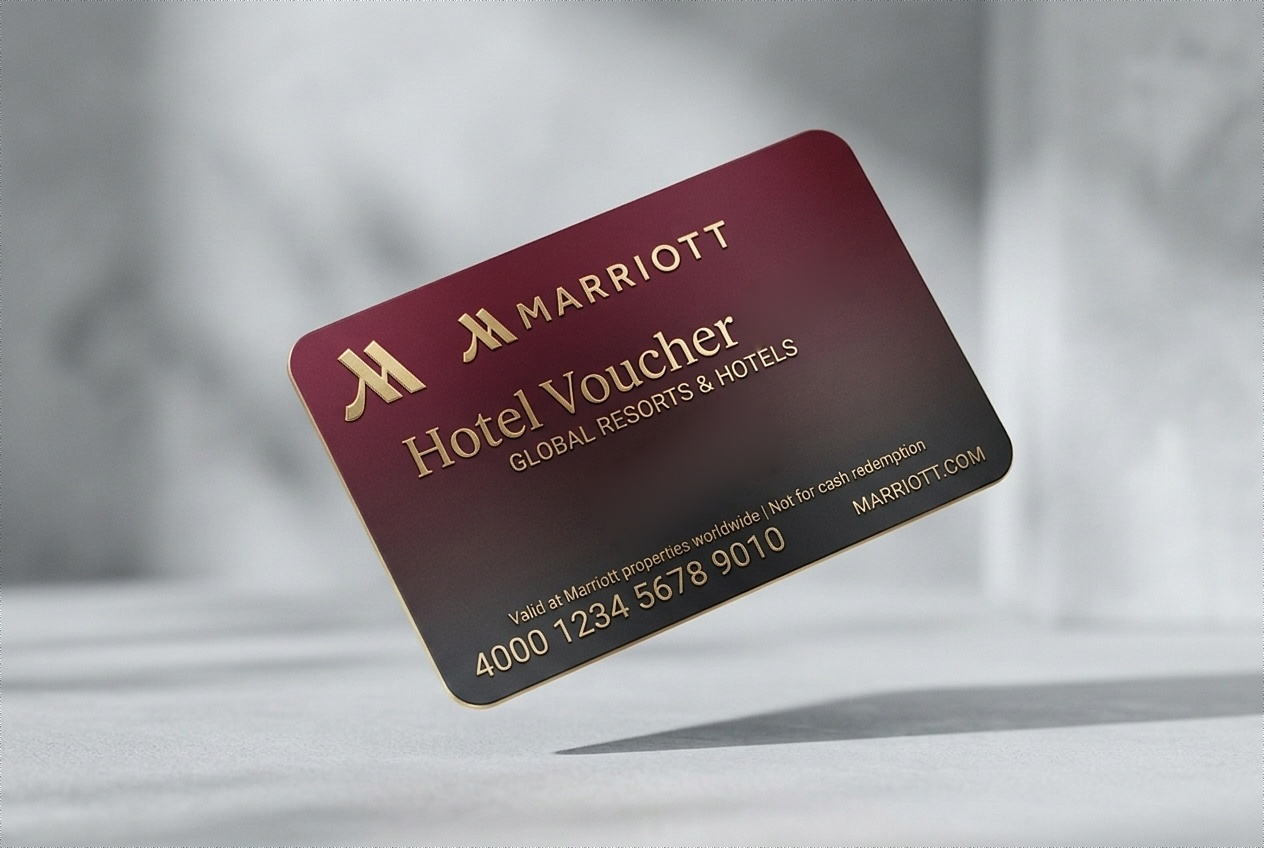 MARRIOTT
Hotel Voucher
GLOBAL RESORTS & HOTELS
Valid at Marriott properties worldwide | Not for cash redemption
4000 1234 5678 9010
MARRIOTT.COM